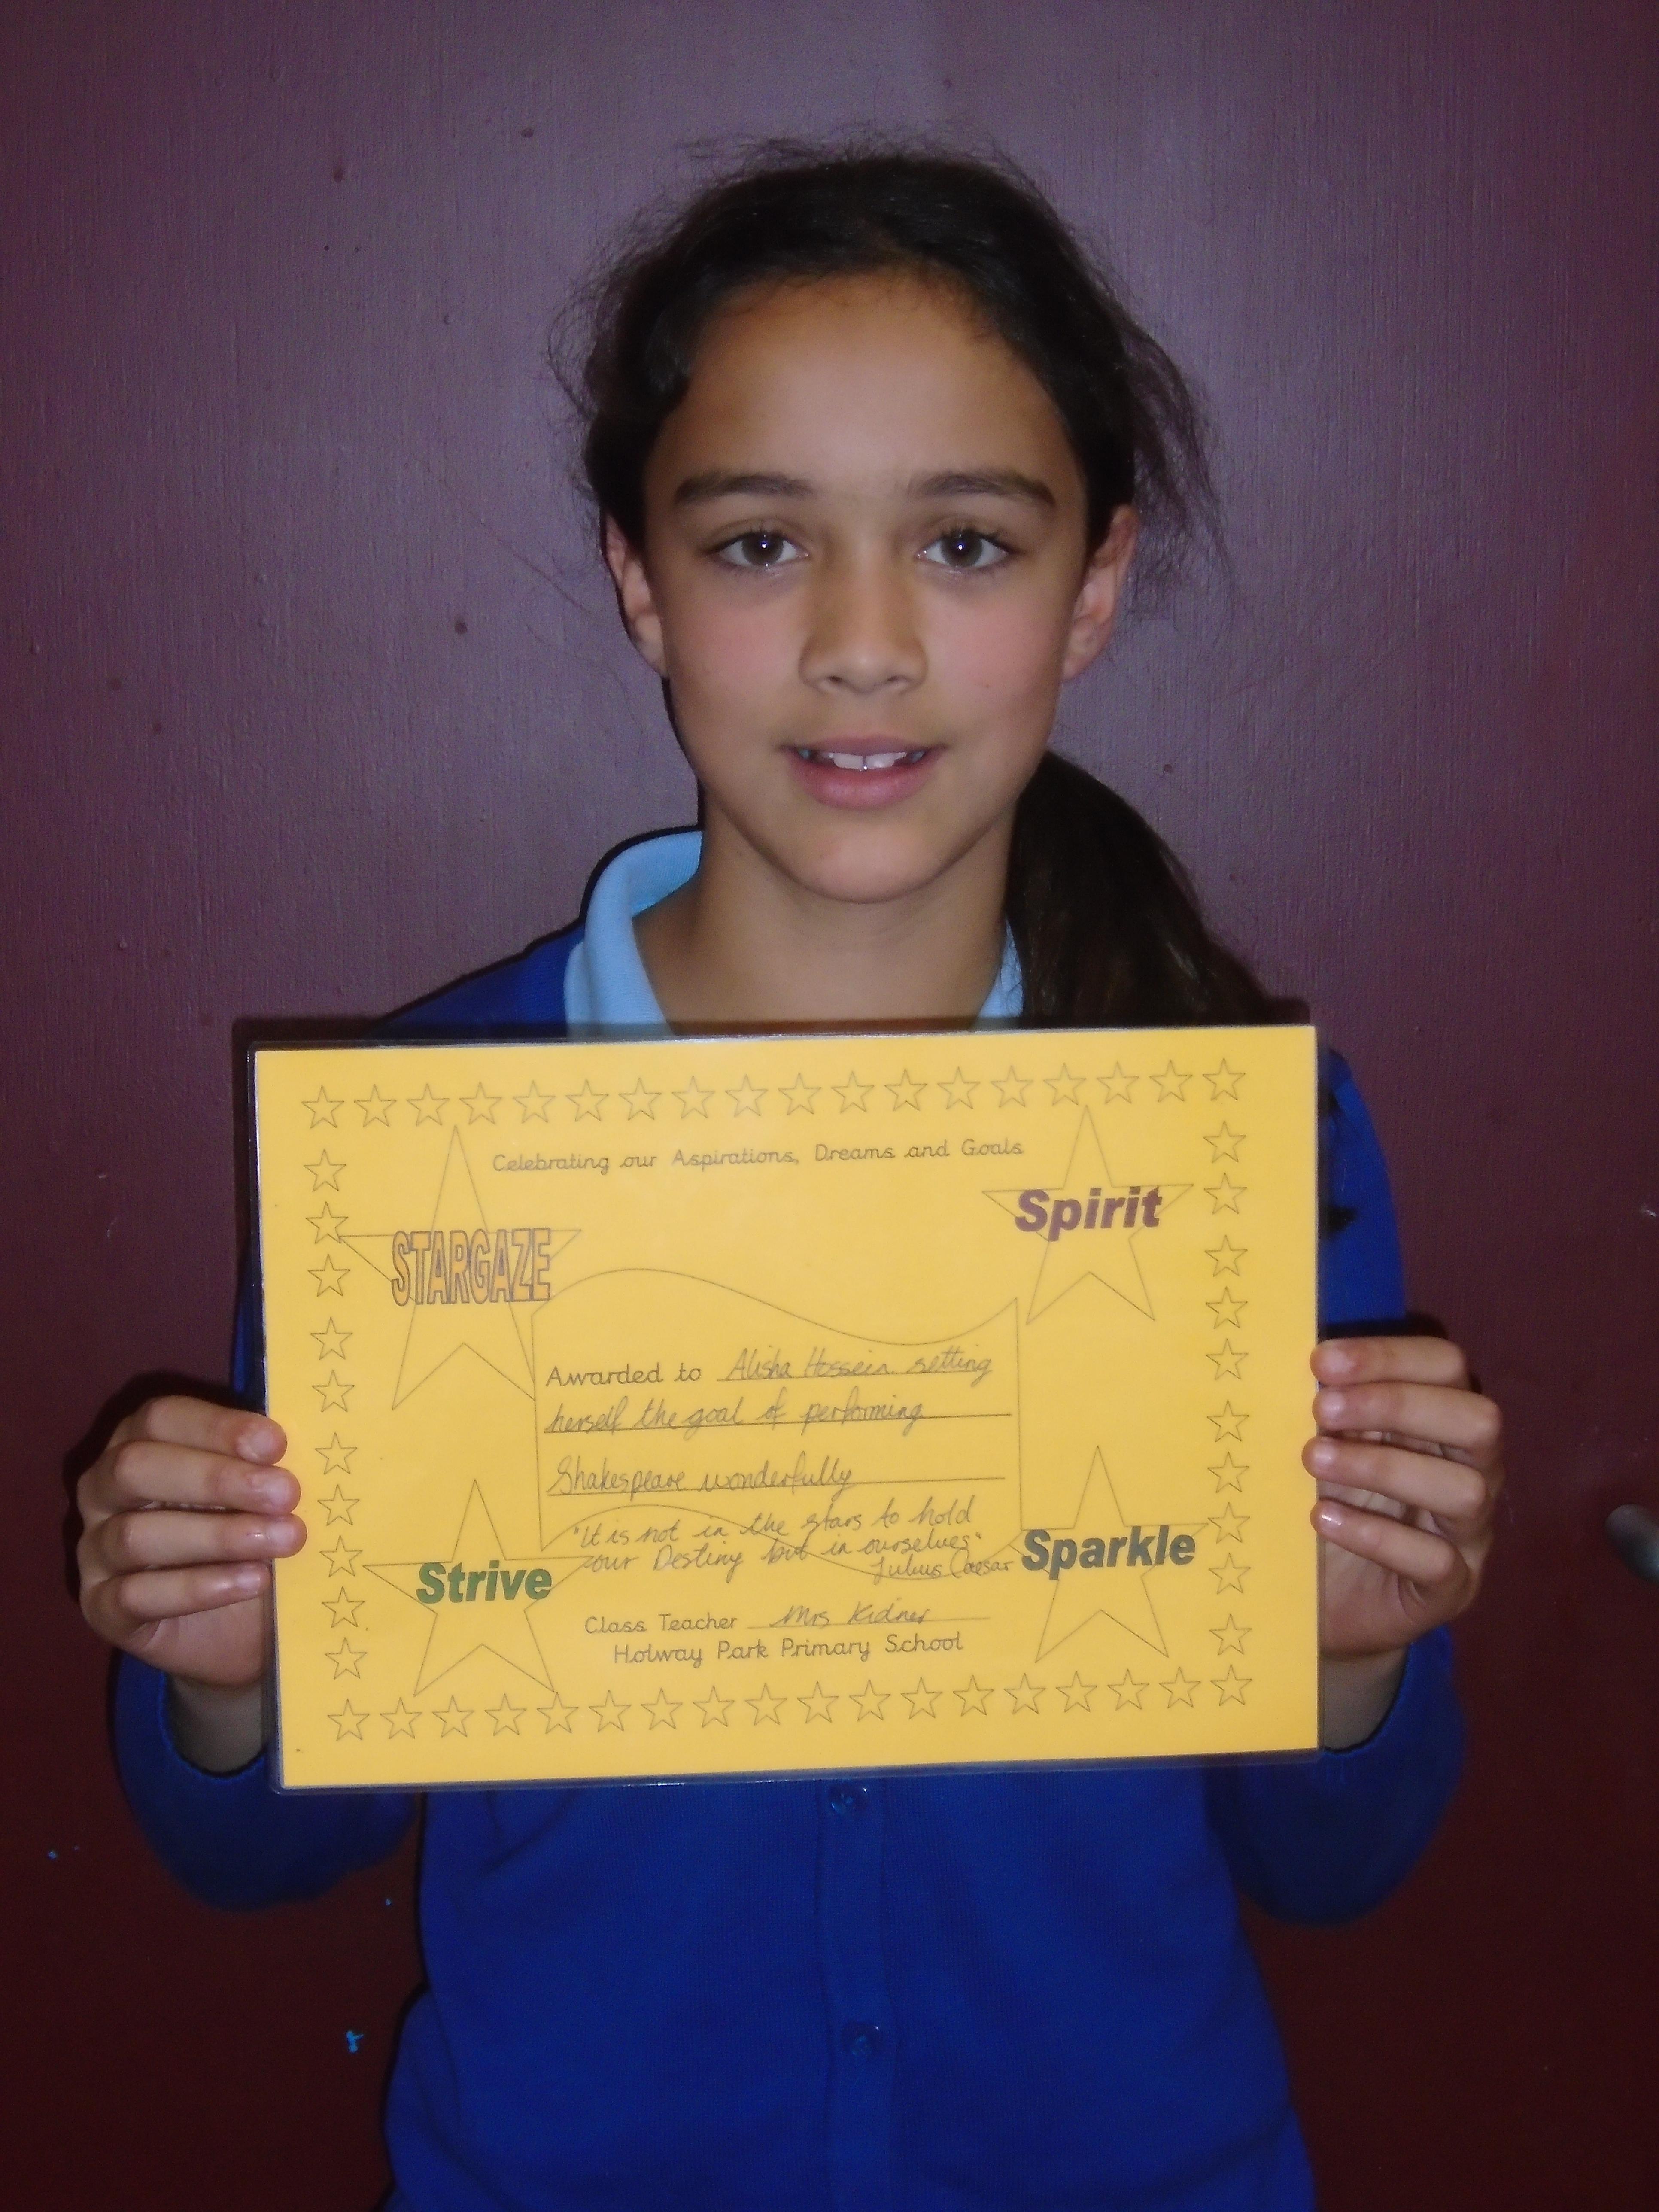 Celebrating our Aspirations, Dreams and Goals
Spirit
STARGAZE
Awarded to Alisha Hossein setting
herself the goal of performing
Shakespeare wonderfully
"It is not in the stars to hold
our Destiny but in ourselves"
Julius Caesar
Sparkle
Strive
Class Teacher Mrs Kidner
Holway Park Primary School